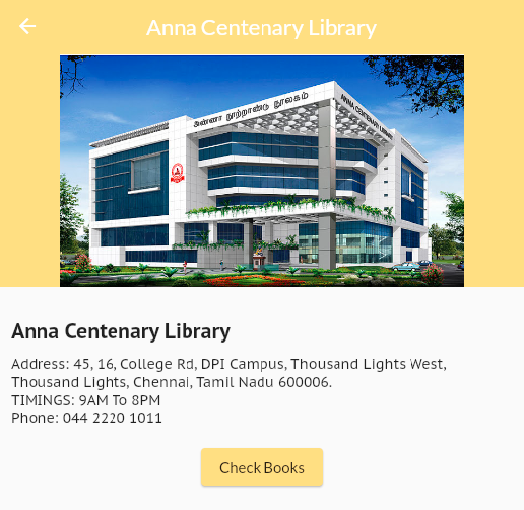 Anna Centenary Library
அண்ணா நூற்றாண்டு நூலகம்
ANNA CENTENARY LIBRARY
Anna Centenary Library
Address: 45, 16, College Rd, DPI Campus, Thousand Lights West,
Thousand Lights, Chennai, Tamil Nadu 600006.
TIMINGS: 9AM To 8PM
Phone: 044 2220 1011
Check Books